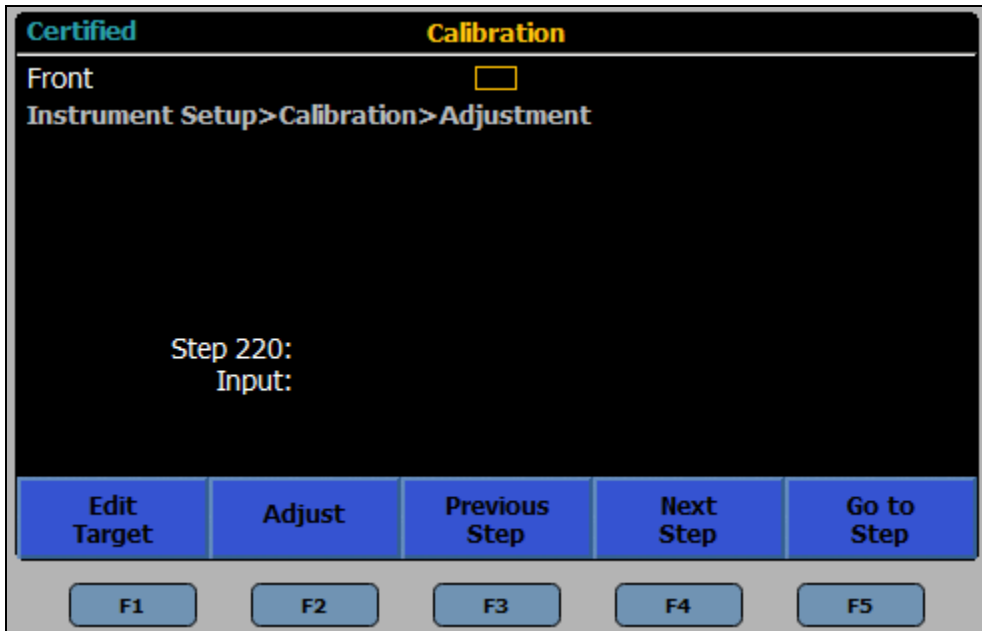 Certified Calibration
Front
Instrument Setup>Calibration>Adjustment
Step 220:
Input:
Edit Target Adjust Previous Step Next Step Go to Step
F1 F2 F3 F4 F5